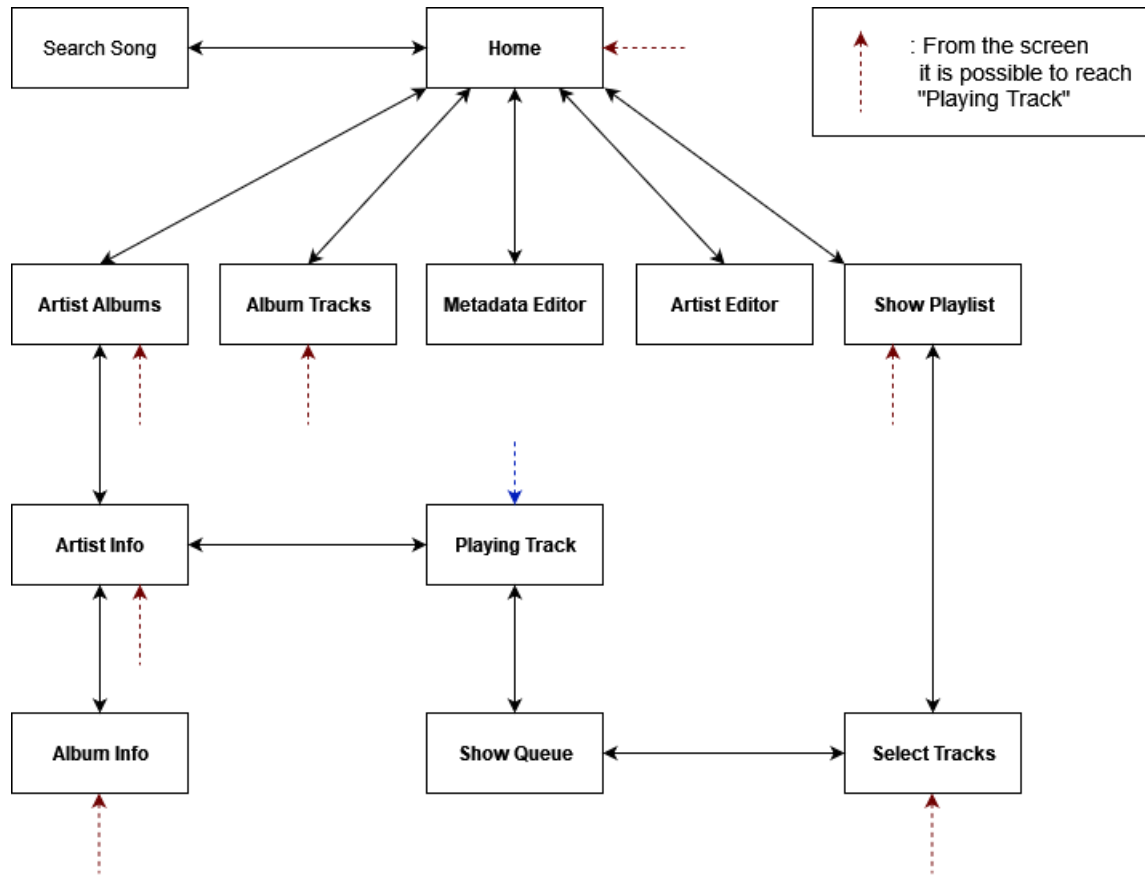 Search Song
Home
: From the screen
it is possible to reach
"Playing Track"
Artist Albums
Album Tracks
Metadata Editor
Artist Editor
Show Playlist
Artist Info
Playing Track
Album Info
Show Queue
Select Tracks